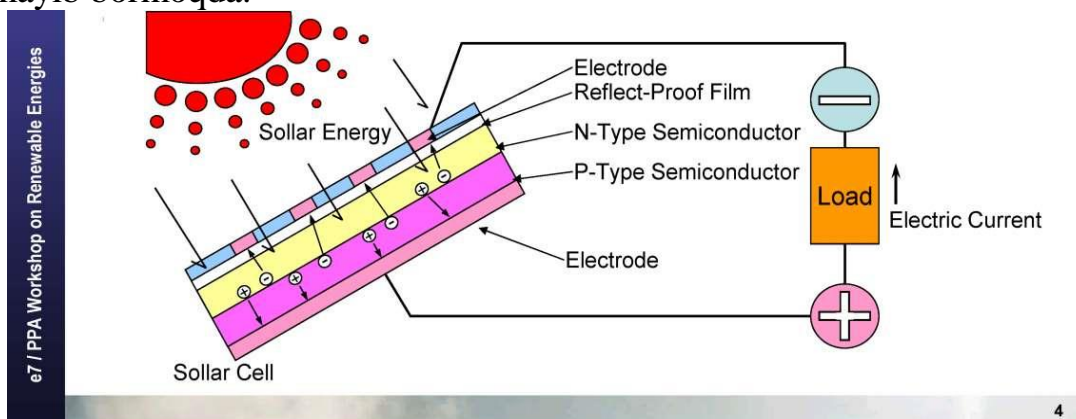 e7 / PPA Workshop on Renewable Energies
Electrode
Reflect-Proof Film
Sollar Energy
N-Type Semiconductor
P-Type Semiconductor
Load
Electric Current
Electrode
Sollar Cell
4